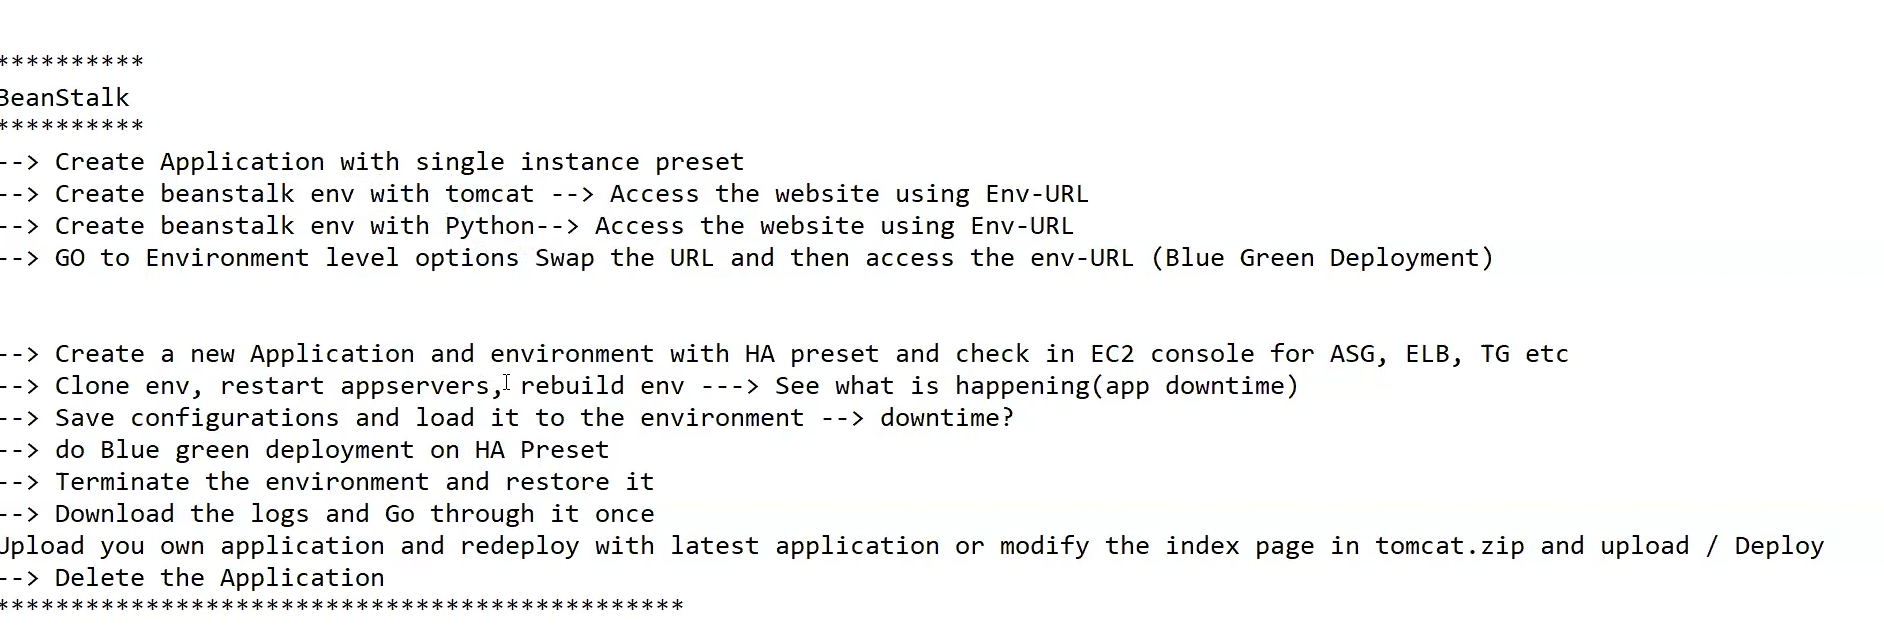 **********
BeanStalk
**********
--> Create Application with single instance preset
--> Create beanstalk env with tomcat --> Access the website using Env-URL
--> Create beanstalk env with Python--> Access the website using Env-URL
--> GO to Environment level options Swap the URL and then access the env-URL (Blue Green Deployment)
--> Create a new Application and environment with HA preset and check in EC2 console for ASG, ELB, TG etc
--> Clone env, restart appservers, rebuild env ---> See what is happening(app downtime)
--> Save configurations and load it to the environment --> downtime?
--> do Blue green deployment on HA Preset
--> Terminate the environment and restore it
--> Download the logs and Go through it once
Upload you own application and redeploy with latest application or modify the index page in tomcat.zip and upload / Deploy
--> Delete the Application
**********************************************